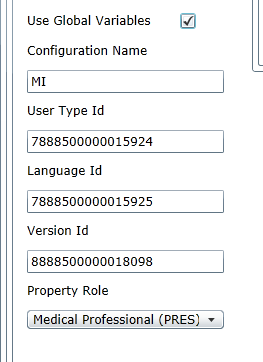 Use Global Variables
Configuration Name
MI
User Type Id
7888500000015924
Language Id
7888500000015925
Version Id
8888500000018098
Property Role
Medical Professional (PRES)